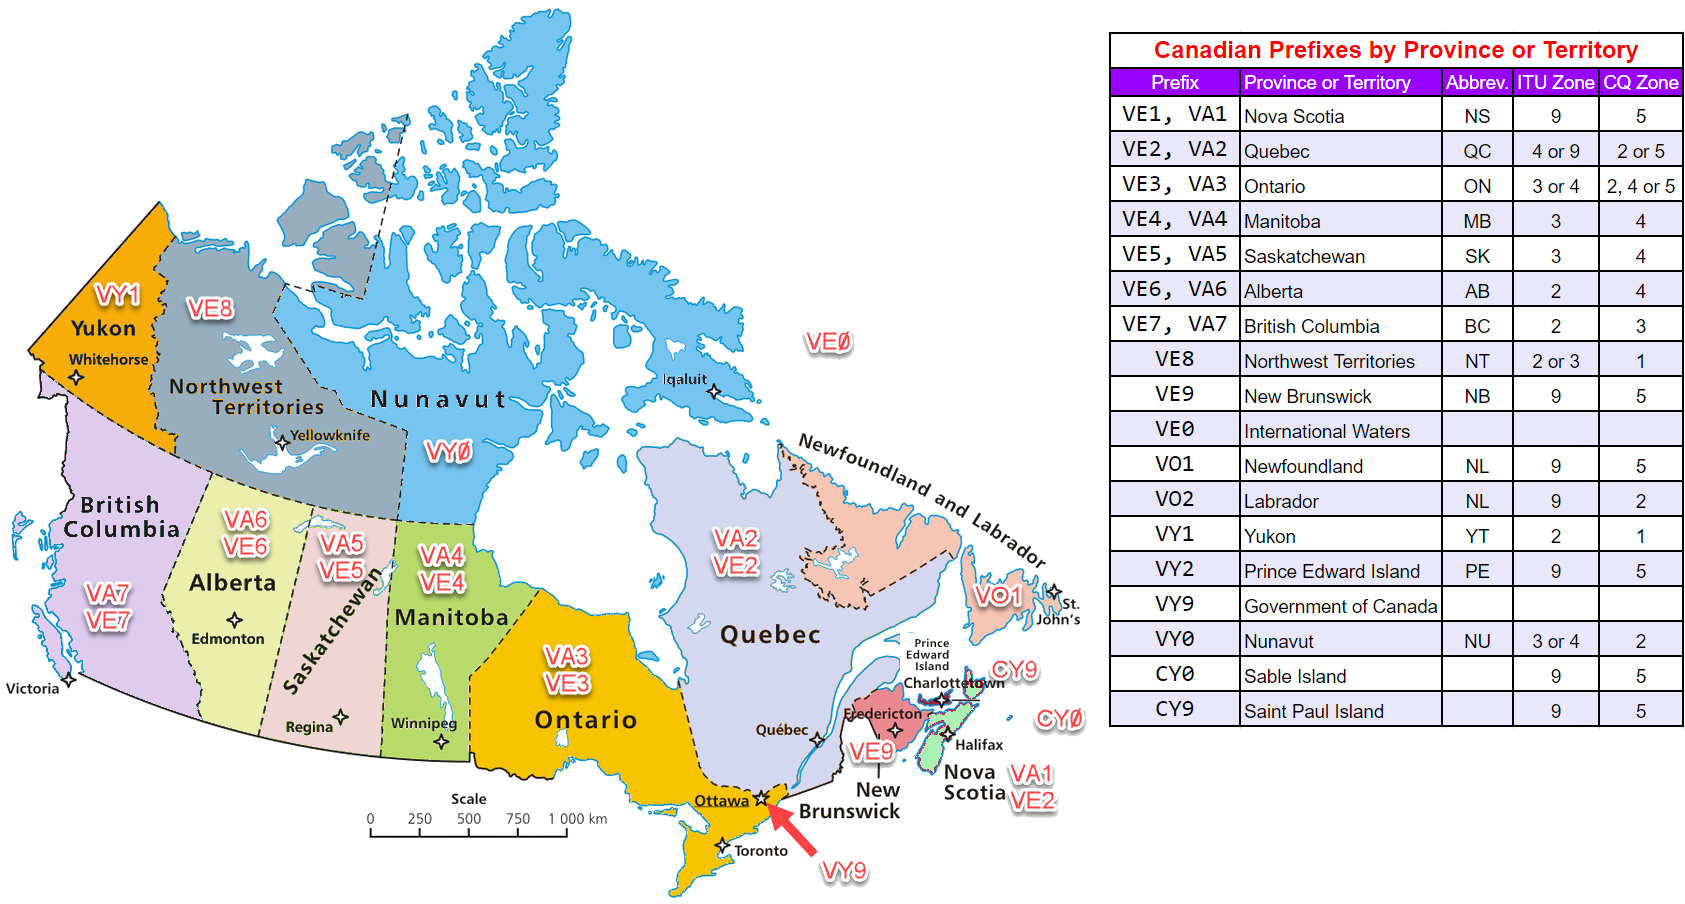 VY1
Yukon
Whitehorse
VE8
Northwest
Territories
Yellowknife
Nunavut
VYØ
Iqaluit
VEØ
British
Columbia
VA7
VE7
Victoria
VA6
VE6
Alberta
Edmonton
VA5
VE5
Saskatchewan
Regina
VA4
VE4
Manitoba
Winnipeg
VA3
VE3
Ontario
Ottawa
Toronto
VY9
VA2
VE2
Quebec
Québec
Newfoundland and Labrador
VO1
St.
John's
Prince
Edward
Island
Charlottetown
CY9
CYØ
Fredericton
VE9
New
Brunswick
Halifax
Nova
Scotia
VA1
VE2
Scale
0 250 500 750 1 000 km
Canadian Prefixes by Province or Territory
Prefix Province or Territory Abbrev. ITU Zone CQ Zone
VE1, VA1 Nova Scotia NS 9 5
VE2, VA2 Quebec QC 4 or 9 2 or 5
VE3, VA3 Ontario ON 3 or 4 2, 4 or 5
VE4, VA4 Manitoba MB 3 4
VE5, VA5 Saskatchewan SK 3 4
VE6, VA6 Alberta AB 2 4
VE7, VA7 British Columbia BC 2 3
VE8 Northwest Territories NT 2 or 3 1
VE9 New Brunswick NB 9 5
VE0 International Waters
VO1 Newfoundland NL 9 5
VO2 Labrador NL 9 2
VY1 Yukon YT 2 1
VY2 Prince Edward Island PE 9 5
VY9 Government of Canada
VY0 Nunavut NU 3 or 4 2
CY0 Sable Island 9 5
CY9 Saint Paul Island 9 5